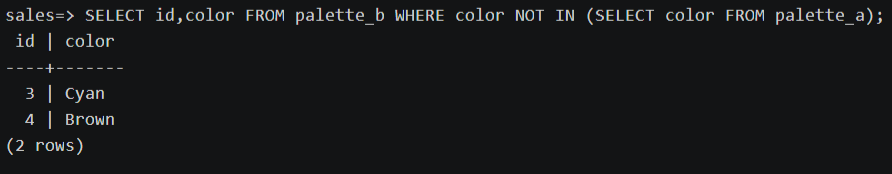 sales=> SELECT id,color FROM palette_b WHERE color NOT IN (SELECT color FROM palette_a);
 id | color
----+-------
  3 | Cyan
  4 | Brown
(2 rows)